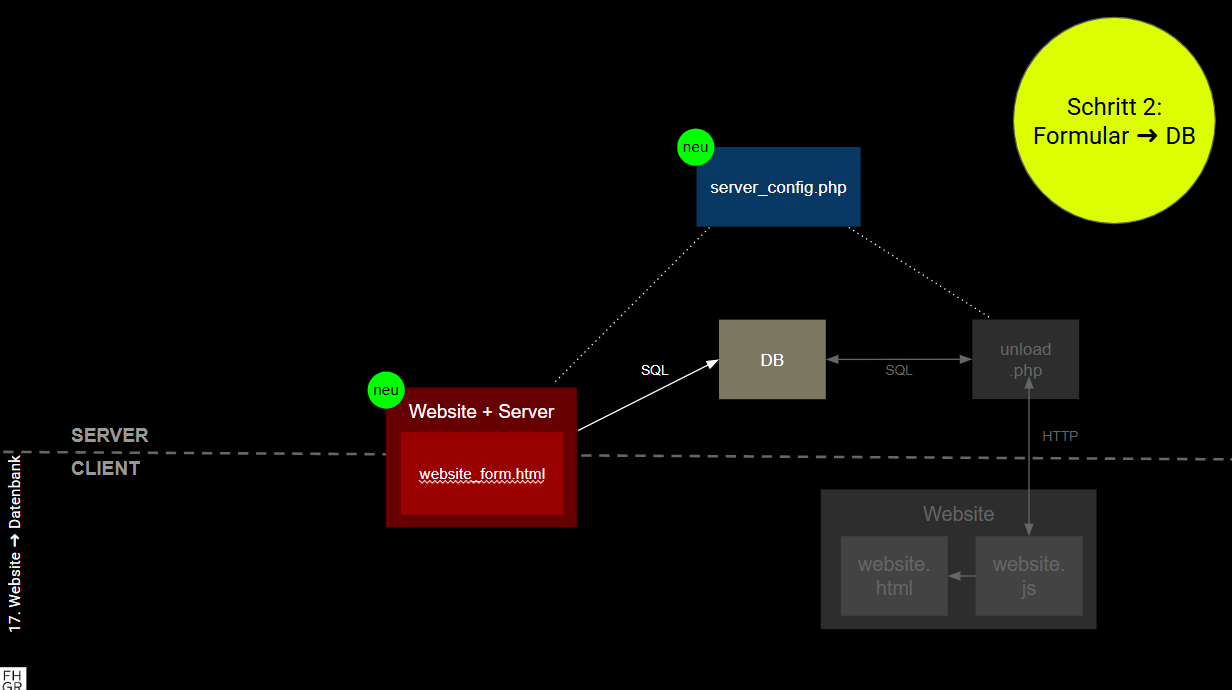 Schritt 2:
Formular ➜ DB
neu
server_config.php
DB
unload
.php
SQL
SQL
neu
Website + Server
website_form.html
HTTP
SERVER
CLIENT
Website
website.
html
website.
js
17. Website ➜ Datenbank
FH
GR